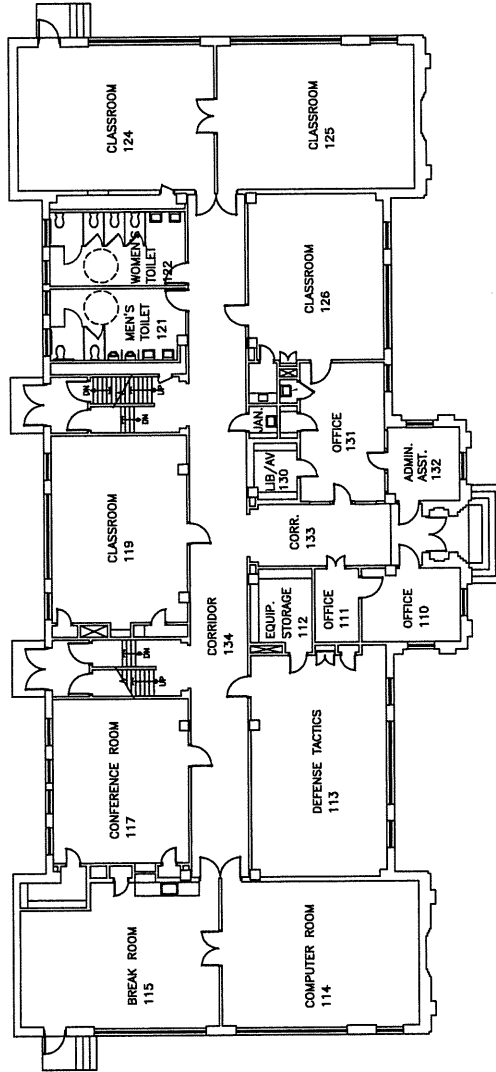 CLASSROOM
124
CLASSROOM
125
WOMEN'S
TOILET
122
MEN'S
TOILET
121
CLASSROOM
126
DN
UP
DN
JAN.
LIB/AV
130
OFFICE
131
ADMIN.
ASST.
132
CLASSROOM
119
CORR.
133
CORRIDOR
134
EQUIP.
STORAGE
112
OFFICE
111
OFFICE
110
DN
UP
CONFERENCE ROOM
117
DEFENSE TACTICS
113
BREAK ROOM
115
COMPUTER ROOM
114